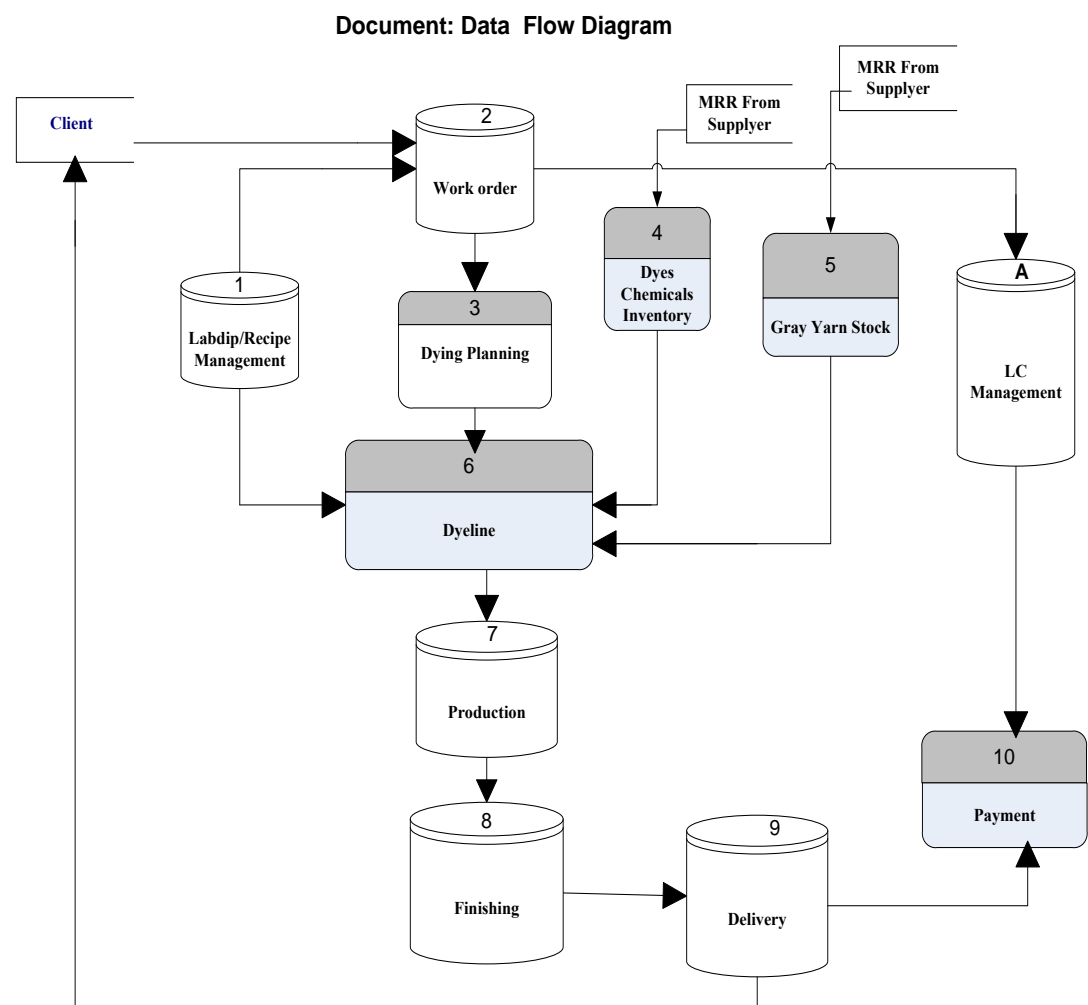 Document: Data  Flow Diagram
MRR From
Supplyer
MRR From
Supplyer
Client
2
Work order
4
Dyes
Chemicals
Inventory
5
Gray Yarn Stock
A
LC
Management
1
Labdip/Recipe
Management
3
Dying Planning
6
Dyeline
7
Production
10
Payment
8
Finishing
9
Delivery